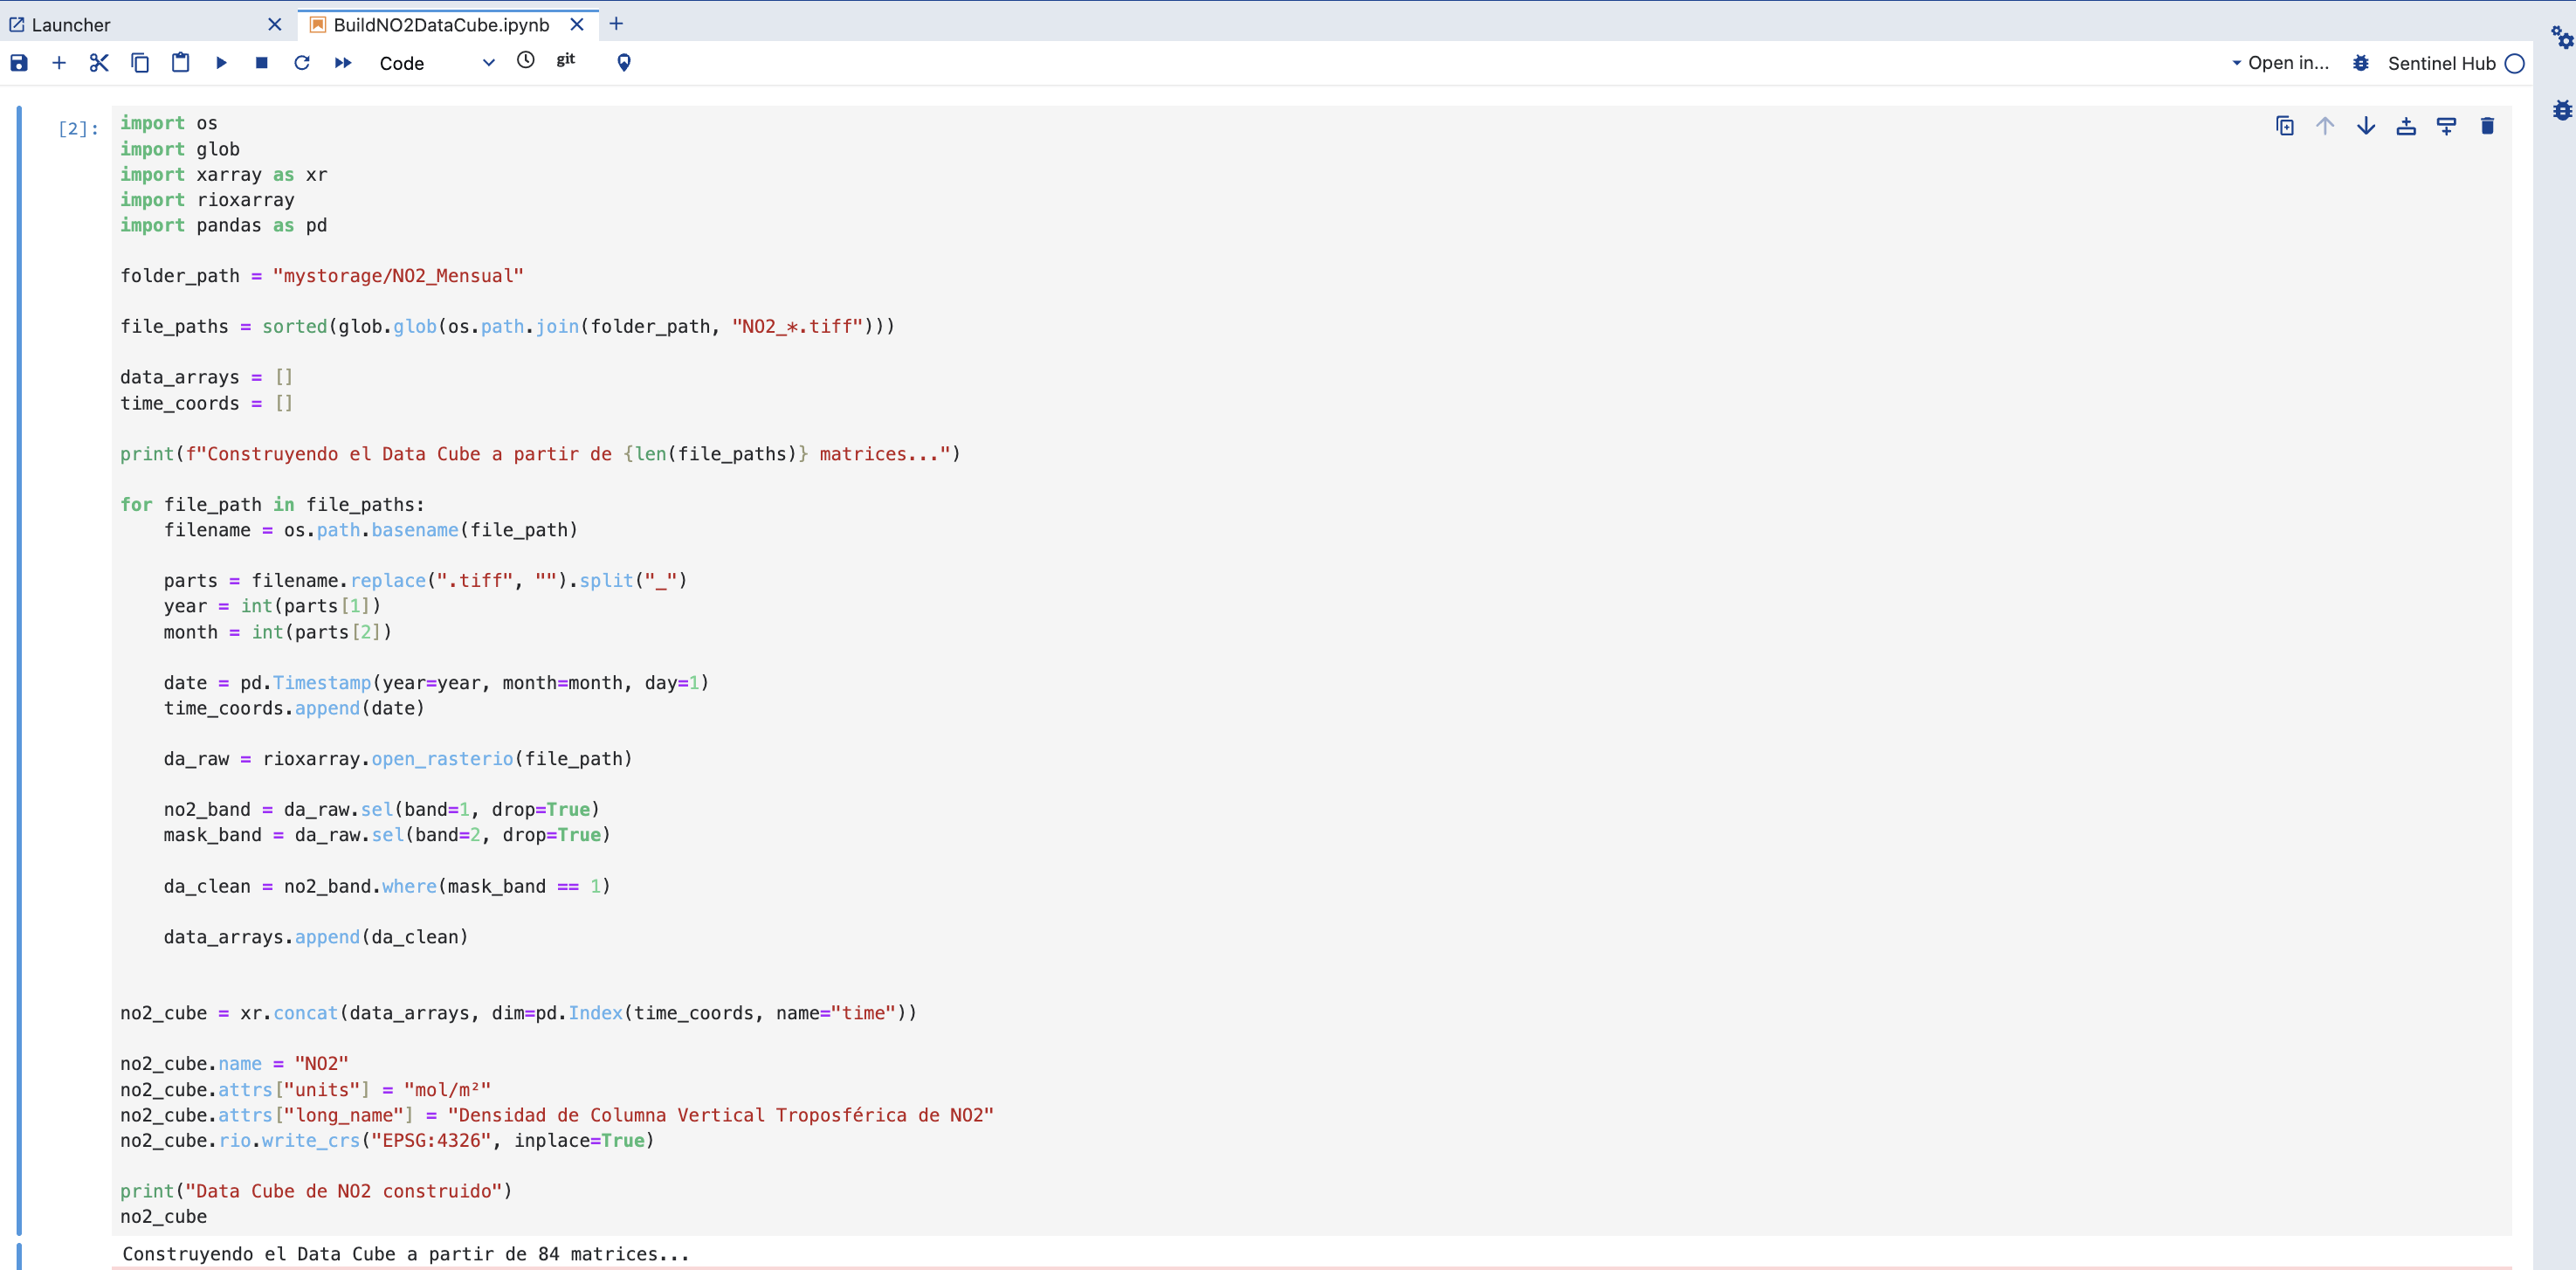 Launcher
BuildNO2DataCube.ipynb
Code
git
Open in...
Sentinel Hub
[2]:
import os
import glob
import xarray as xr
import rioxarray
import pandas as pd
folder_path = "mystorage/NO2_Mensual"
file_paths = sorted(glob.glob(os.path.join(folder_path, "NO2_*.tiff")))
data_arrays = []
time_coords = []
print(f"Construyendo el Data Cube a partir de {len(file_paths)} matrices...")
for file_path in file_paths:
    filename = os.path.basename(file_path)
    parts = filename.replace(".tiff", "").split("_")
    year = int(parts[1])
    month = int(parts[2])
    date = pd.Timestamp(year=year, month=month, day=1)
    time_coords.append(date)
    da_raw = rioxarray.open_rasterio(file_path)
    no2_band = da_raw.sel(band=1, drop=True)
    mask_band = da_raw.sel(band=2, drop=True)
    da_clean = no2_band.where(mask_band == 1)
    data_arrays.append(da_clean)
no2_cube = xr.concat(data_arrays, dim=pd.Index(time_coords, name="time"))
no2_cube.name = "NO2"
no2_cube.attrs["units"] = "mol/m²"
no2_cube.attrs["long_name"] = "Densidad de Columna Vertical Troposférica de NO2"
no2_cube.rio.write_crs("EPSG:4326", inplace=True)
print("Data Cube de NO2 construido")
no2_cube
Construyendo el Data Cube a partir de 84 matrices...